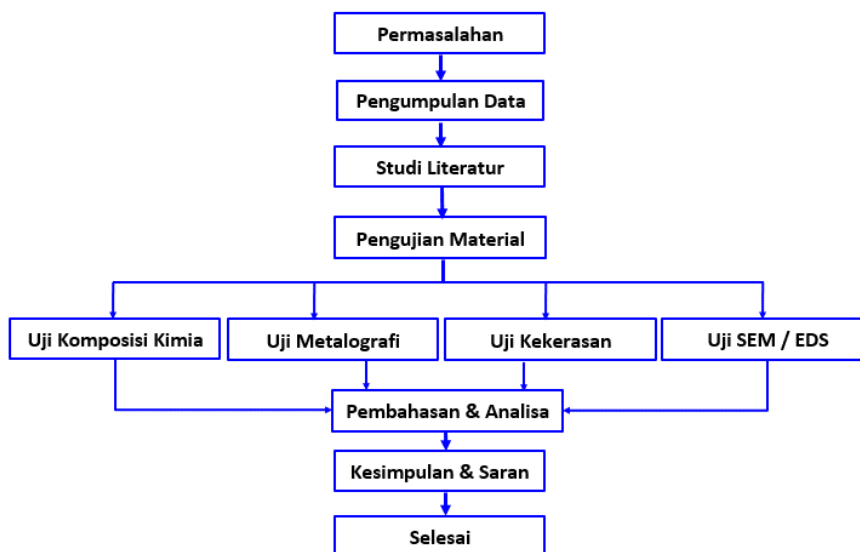 Permasalahan
Pengumpulan Data
Studi Literatur
Pengujian Material
Uji Komposisi Kimia
Uji Metalografi
Uji Kekerasan
Uji SEM / EDS
Pembahasan & Analisa
Kesimpulan & Saran
Selesai